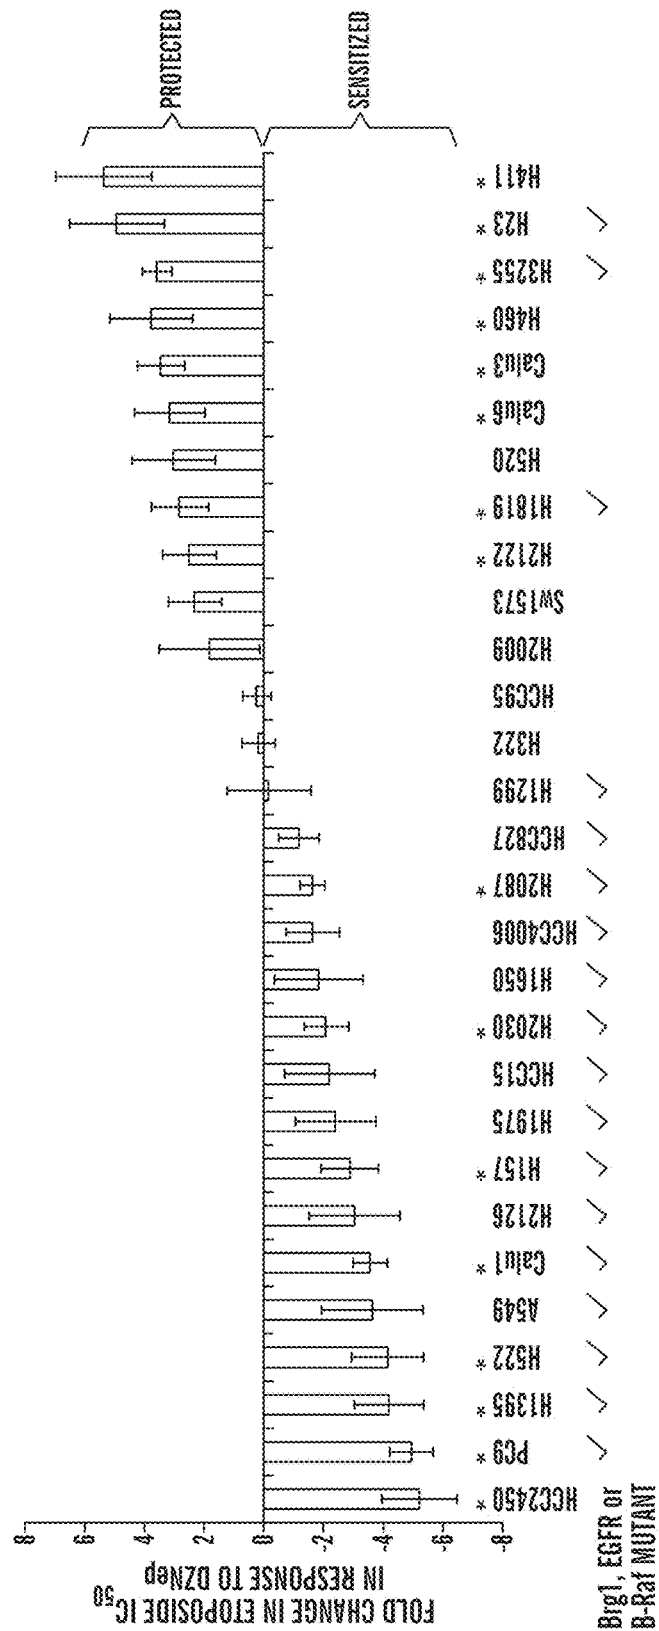 FOLD CHANGE IN ETOPOSIDE IC50
IN RESPONSE TO DZNep
8
6
4
2
0
-2
-4
-6
-8
PROTECTED
SENSITIZED
HCC2450 *
PC9 *
H1395 *
H522 *
A549
Calu1 *
H2126
H157 *
H1975
HCC15
H2030 *
H1650
HCC4006
H2087 *
HCC827
H1299
H322
HCC95
H2009
Sw1573
H2122 *
H1819 *
H520
Calu6 *
Calu3 *
H460 *
H3255 *
H23 *
H411 *
Brg1, EGFR or
B-Raf MUTANT